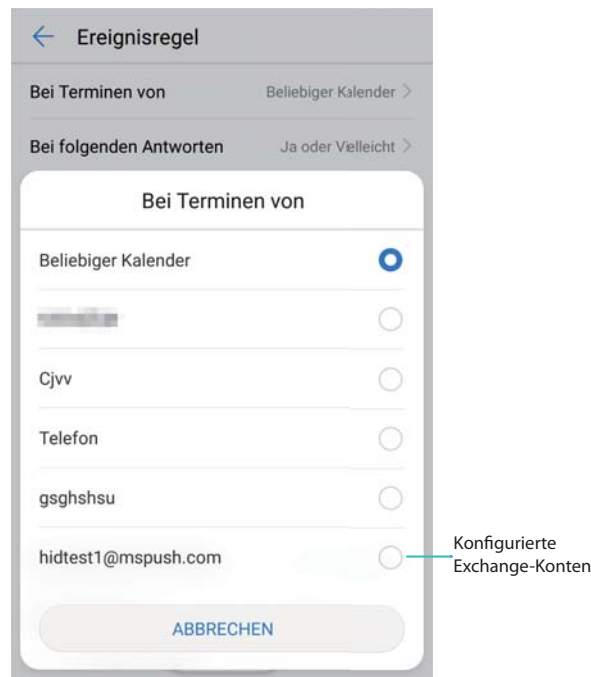 Ereignisregel
Bei Terminen von Beliebiger Kalender
Bei folgenden Antworten Ja oder Vielleicht
Bei Terminen von
Beliebiger Kalender
Cjvv
Telefon
gsghshsu
hidtest1@mspush.com
Konfigurierte
Exchange-Konten
ABBRECHEN